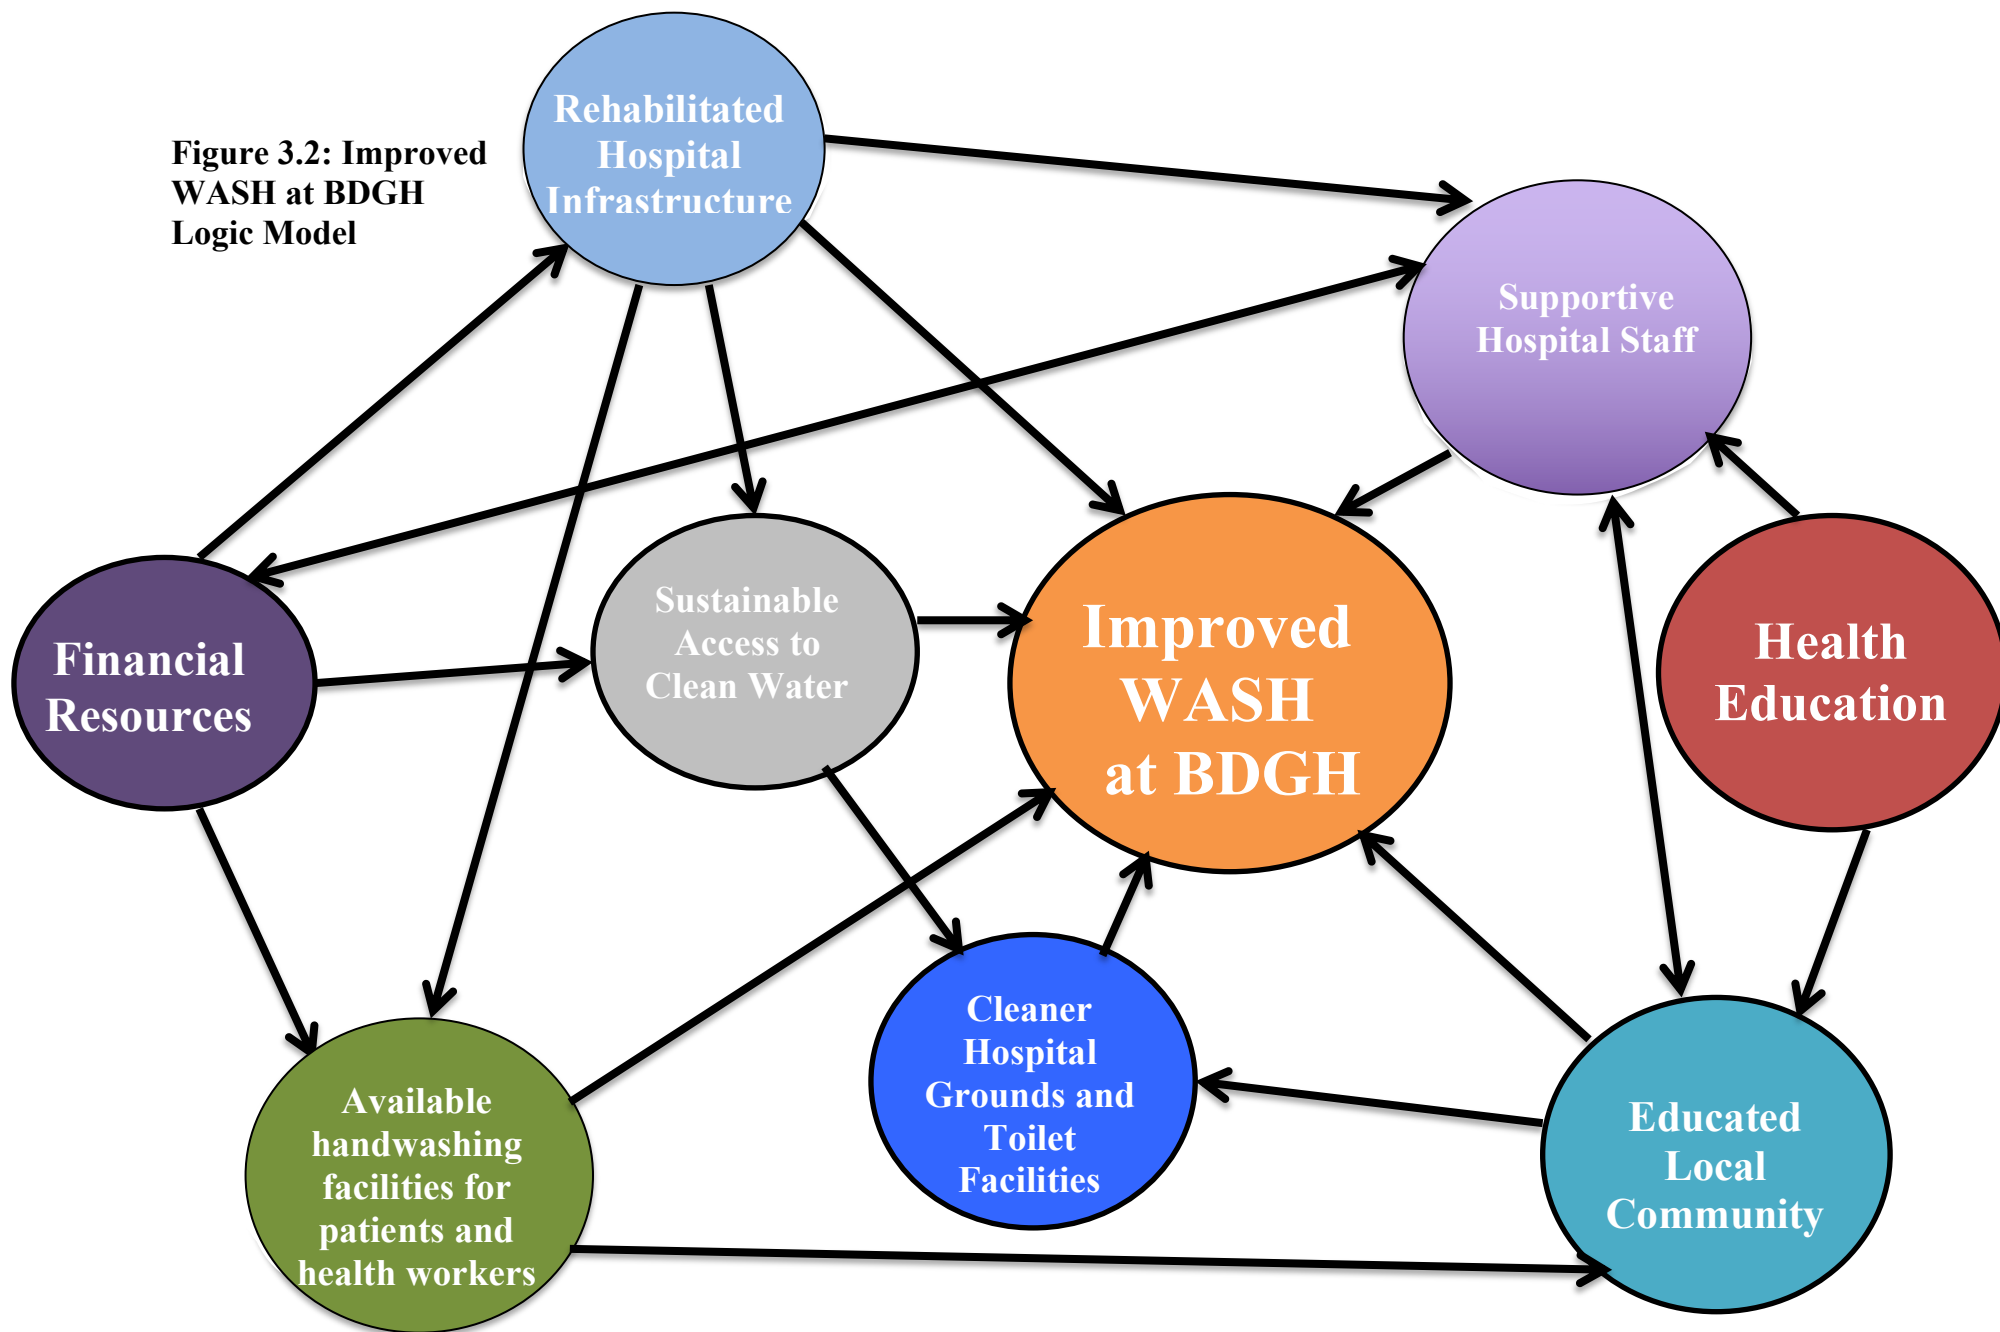 Figure 3.2: Improved
WASH at BDGH
Logic Model
Rehabilitated
Hospital
Infrastructure
Supportive
Hospital Staff
Financial
Resources
Sustainable
Access to
Clean Water
Improved
WASH
at BDGH
Health
Education
Available
handwashing
facilities for
patients and
health workers
Cleaner
Hospital
Grounds and
Toilet
Facilities
Educated
Local
Community